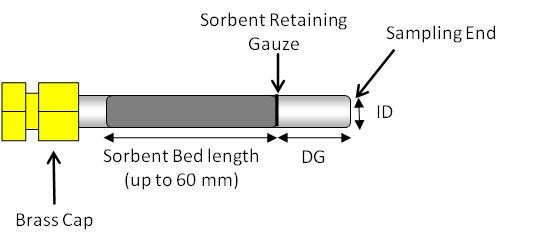 Sorbent Retaining
Gauze
Sampling End
ID
Sorbent Bed length
(up to 60 mm)
DG
Brass Cap